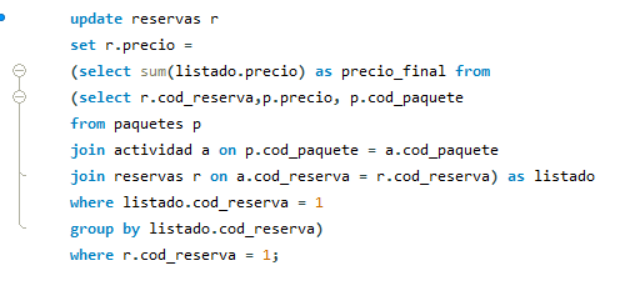 update reservas r
set r.precio =
(select sum(listado.precio) as precio_final from
(select r.cod_reserva,p.precio, p.cod_paquete
from paquetes p
join actividad a on p.cod_paquete = a.cod_paquete
join reservas r on a.cod_reserva = r.cod_reserva) as listado
where listado.cod_reserva = 1
group by listado.cod_reserva)
where r.cod_reserva = 1;